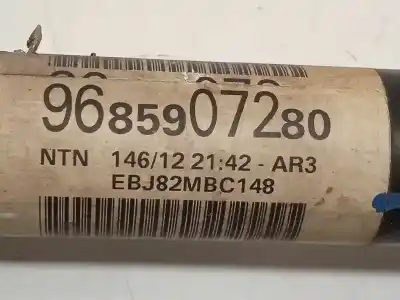 9685907280
NTN 146/12 21:42 - AR3
EBJ82MBC148